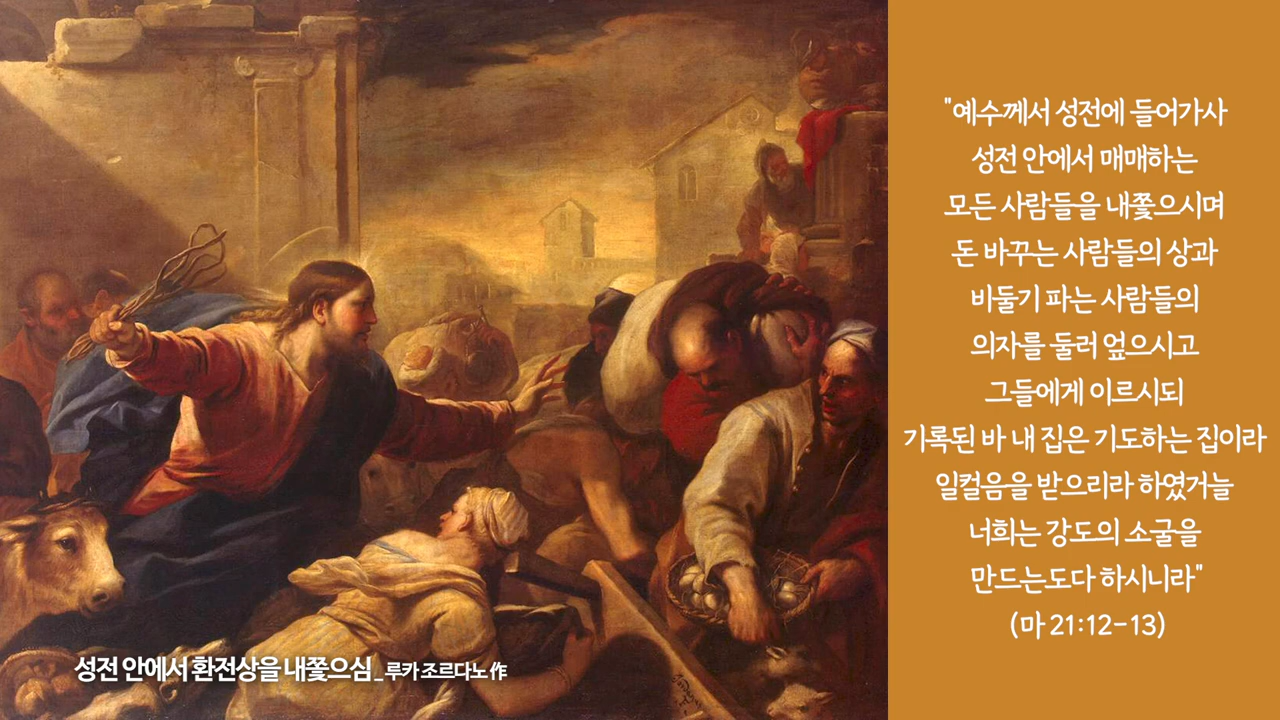 "예수께서 성전에 들어가사
성전 안에서 매매하는
모든 사람들을 내쫓으시며
돈 바꾸는 사람들의 상과
비둘기 파는 사람들의
의자를 둘러 엎으시고
그들에게 이르시되
기록된 바 내 집은 기도하는 집이라
일컬음을 받으리라 하였거늘
너희는 강도의 소굴을
만드는도다 하시니라"
(마 21:12-13)
성전 안에서 환전상을 내쫓으심_루카 조르다노 作